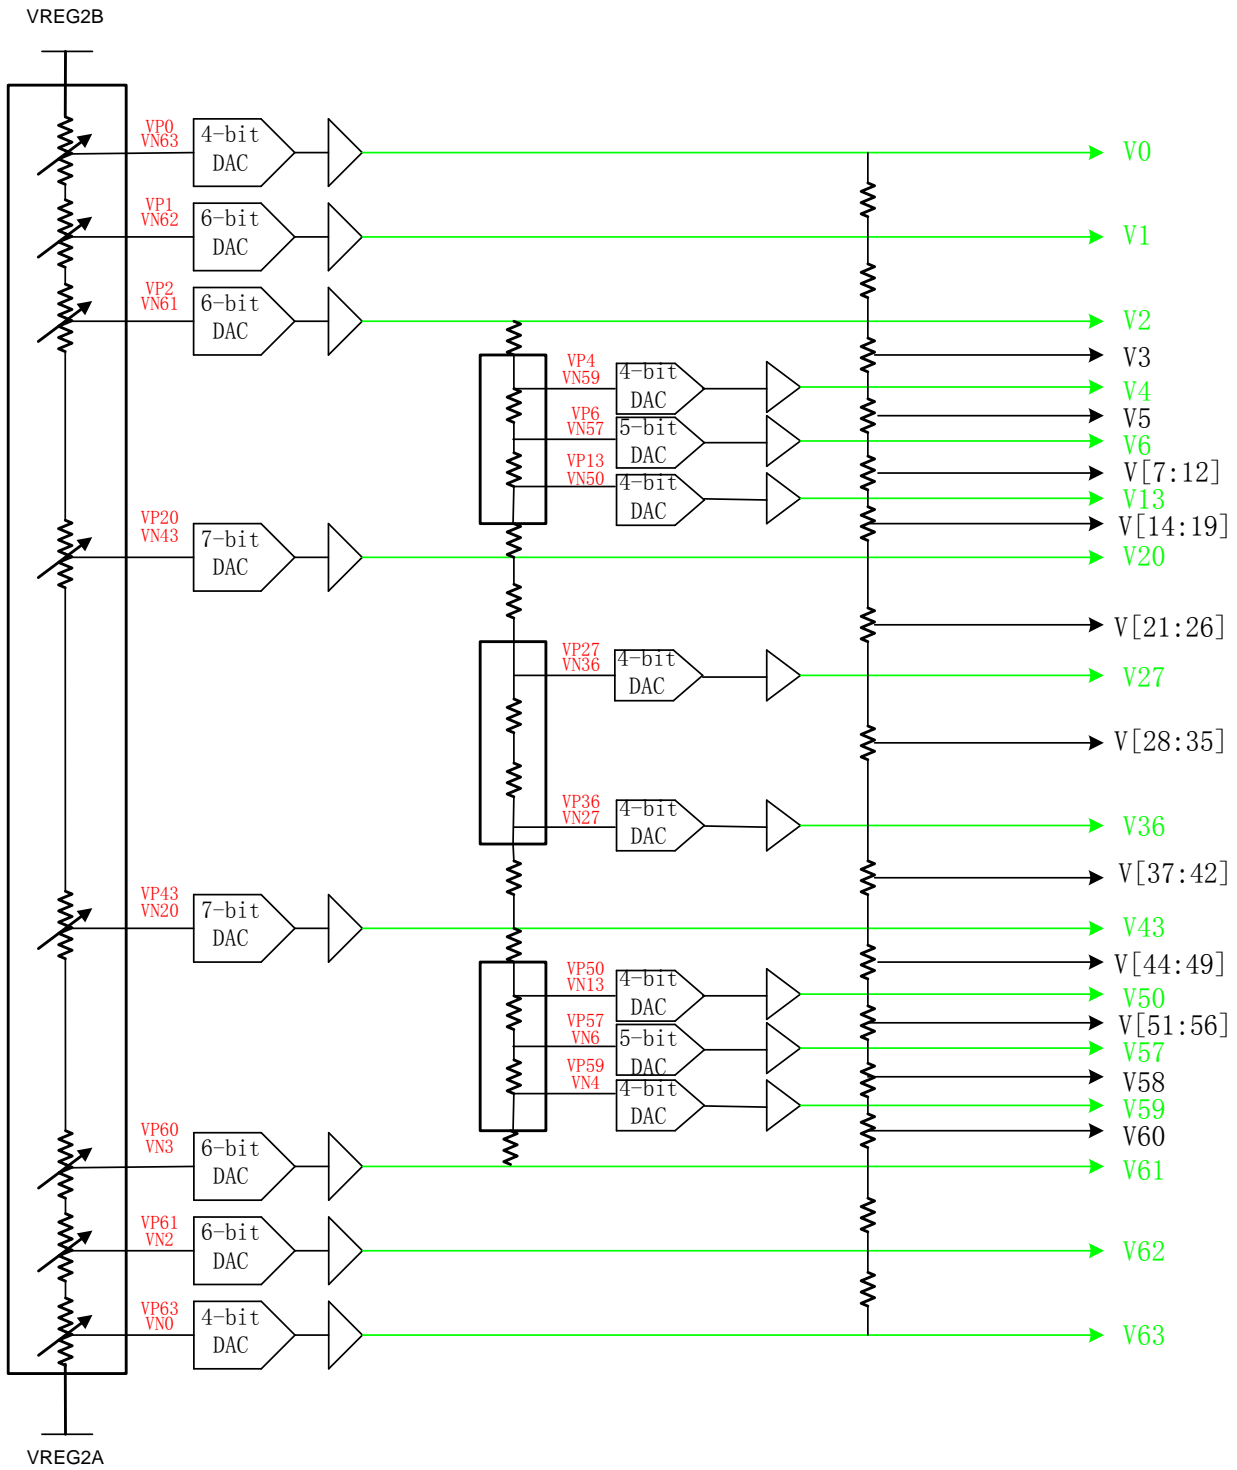 VREG2B
VP0
VN63
4-bit
DAC
V0
VP1
VN62
6-bit
DAC
V1
VP2
VN61
6-bit
DAC
V2
V3
VP4
VN59
4-bit
DAC
V4
V5
VP6
VN57
5-bit
DAC
V6
V[7:12]
VP13
VN50
4-bit
DAC
V13
V[14:19]
VP20
VN43
7-bit
DAC
V20
V[21:26]
VP27
VN36
4-bit
DAC
V27
V[28:35]
VP36
VN27
4-bit
DAC
V36
V[37:42]
VP43
VN20
7-bit
DAC
V43
V[44:49]
VP50
VN13
4-bit
DAC
V50
V[51:56]
VP57
VN6
5-bit
DAC
V57
V58
VP59
VN4
4-bit
DAC
V59
V60
VP60
VN3
6-bit
DAC
V61
VP61
VN2
6-bit
DAC
V62
VP63
VN0
4-bit
DAC
V63
VREG2A